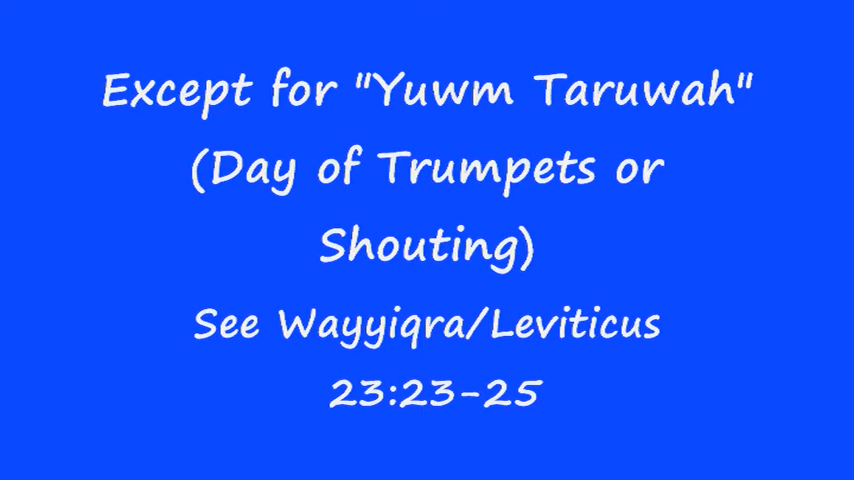 Except for "Yuwm Taruwah"
(Day of Trumpets or
Shouting)
See Wayyiqra/Leviticus
23:23-25